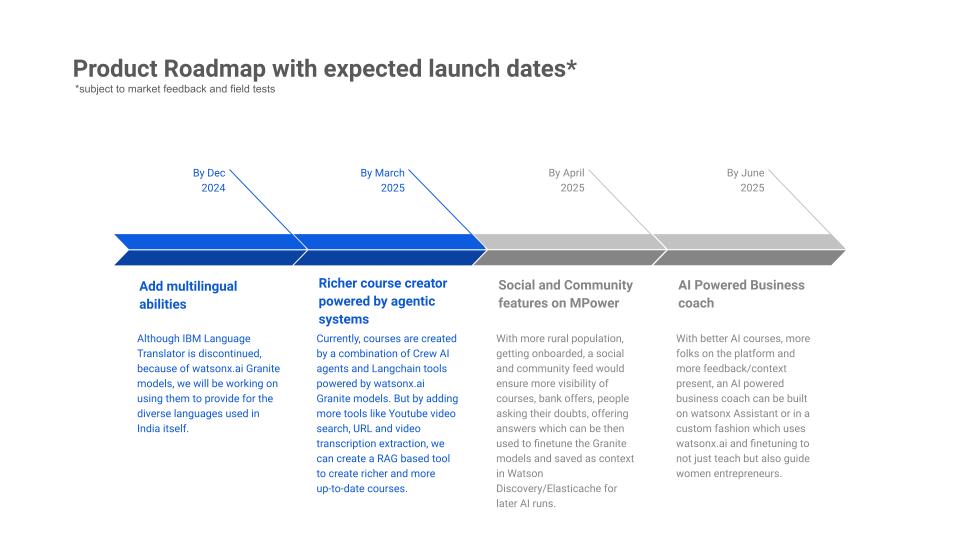 Product Roadmap with expected launch dates*
*subject to market feedback and field tests
By Dec
2024
By March
2025
By April
2025
By June
2025
Add multilingual
abilities
Although IBM Language
Translator is discontinued,
because of watsonx.ai Granite
models, we will be working on
using them to provide for the
diverse languages used in
India itself.
Richer course creator
powered by agentic
systems
Currently, courses are created
by a combination of Crew AI
agents and Langchain tools
powered by watsonx.ai
Granite models. But by adding
more tools like Youtube video
search, URL and video
transcription extraction, we
can create a RAG based tool
to create richer and more
up-to-date courses.
Social and Community
features on MPower
With more rural population,
getting onboarded, a social
and community feed would
ensure more visibility of
courses, bank offers, people
asking their doubts, offering
answers which can be then
used to finetune the Granite
models and saved as context
in Watson
Discovery/Elasticache for
later AI runs.
AI Powered Business
coach
With better AI courses, more
folks on the platform and
more feedback/context
present, an AI powered
business coach can be built
on watsonx Assistant or in a
custom fashion which uses
watsonx.ai and finetuning to
not just teach but also guide
women entrepreneurs.